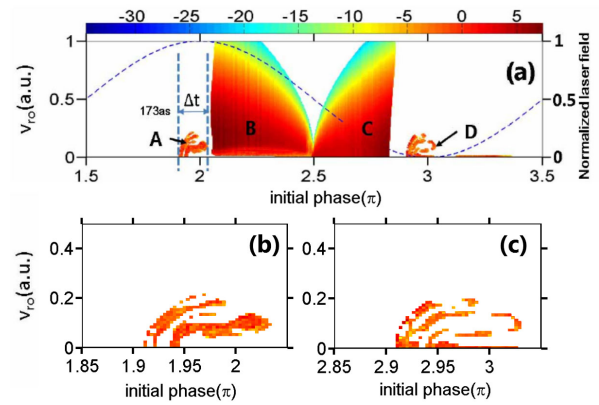 -30 -25 -20 -15 -10 -5 0 5
1 1
(a)
0.5 0.5
0 0
v_ro(a.u.)
Normalized laser field
173as Δt
A B C D
1.5 2 2.5 3 3.5
initial phase(π)
(b) (c)
0.4 0.4
0.2 0.2
0 0
v_ro(a.u.)
1.85 1.9 1.95 2 2.85 2.9 2.95 3
initial phase(π) initial phase(π)